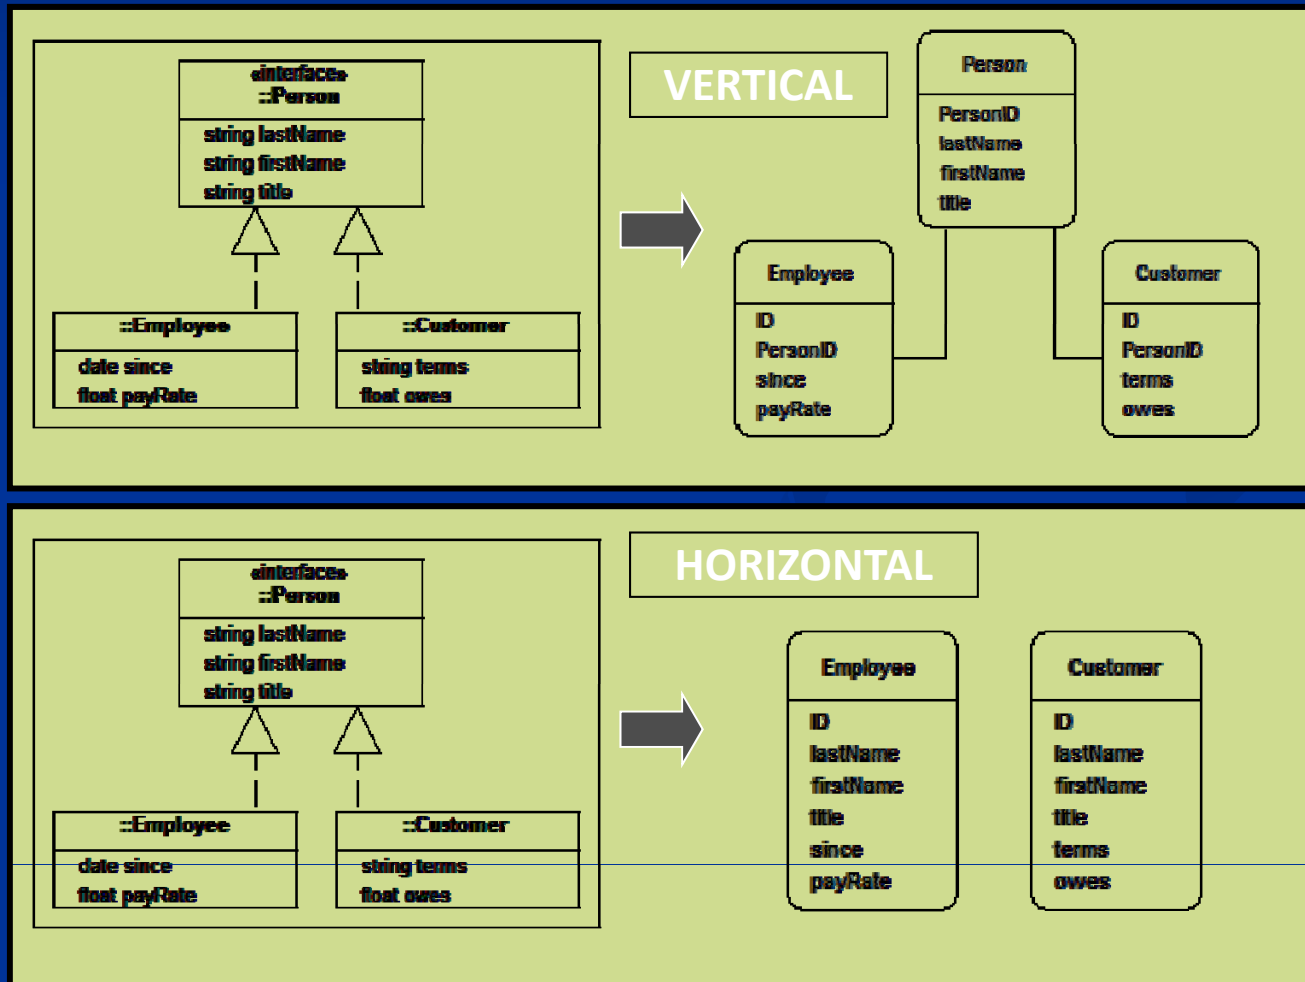 «interface»
::Person
string lastName
string firstName
string title
::Employee
date since
float payRate
::Customer
string terms
float owes
VERTICAL
Person
PersonID
lastName
firstName
title
Employee
ID
PersonID
since
payRate
Customer
ID
PersonID
terms
owes
«interface»
::Person
string lastName
string firstName
string title
::Employee
date since
float payRate
::Customer
string terms
float owes
HORIZONTAL
Employee
ID
lastName
firstName
title
since
payRate
Customer
ID
lastName
firstName
title
terms
owes